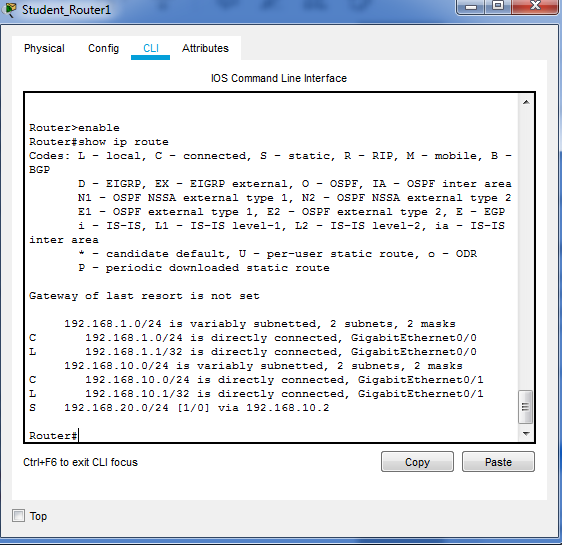 Student_Router1
Physical Config CLI Attributes
IOS Command Line Interface
Router>enable
Router#show ip route
Codes: L - local, C - connected, S - static, R - RIP, M - mobile, B -
BGP
D - EIGRP, EX - EIGRP external, O - OSPF, IA - OSPF inter area
N1 - OSPF NSSA external type 1, N2 - OSPF NSSA external type 2
E1 - OSPF external type 1, E2 - OSPF external type 2, E - EGP
i - IS-IS, L1 - IS-IS level-1, L2 - IS-IS level-2, ia - IS-IS
inter area
* - candidate default, U - per-user static route, o - ODR
P - periodic downloaded static route
Gateway of last resort is not set
192.168.1.0/24 is variably subnetted, 2 subnets, 2 masks
C 192.168.1.0/24 is directly connected, GigabitEthernet0/0
L 192.168.1.1/32 is directly connected, GigabitEthernet0/0
192.168.10.0/24 is variably subnetted, 2 subnets, 2 masks
C 192.168.10.0/24 is directly connected, GigabitEthernet0/1
L 192.168.10.1/32 is directly connected, GigabitEthernet0/1
S 192.168.20.0/24 [1/0] via 192.168.10.2
Router#
Ctrl+F6 to exit CLI focus Copy Paste
Top